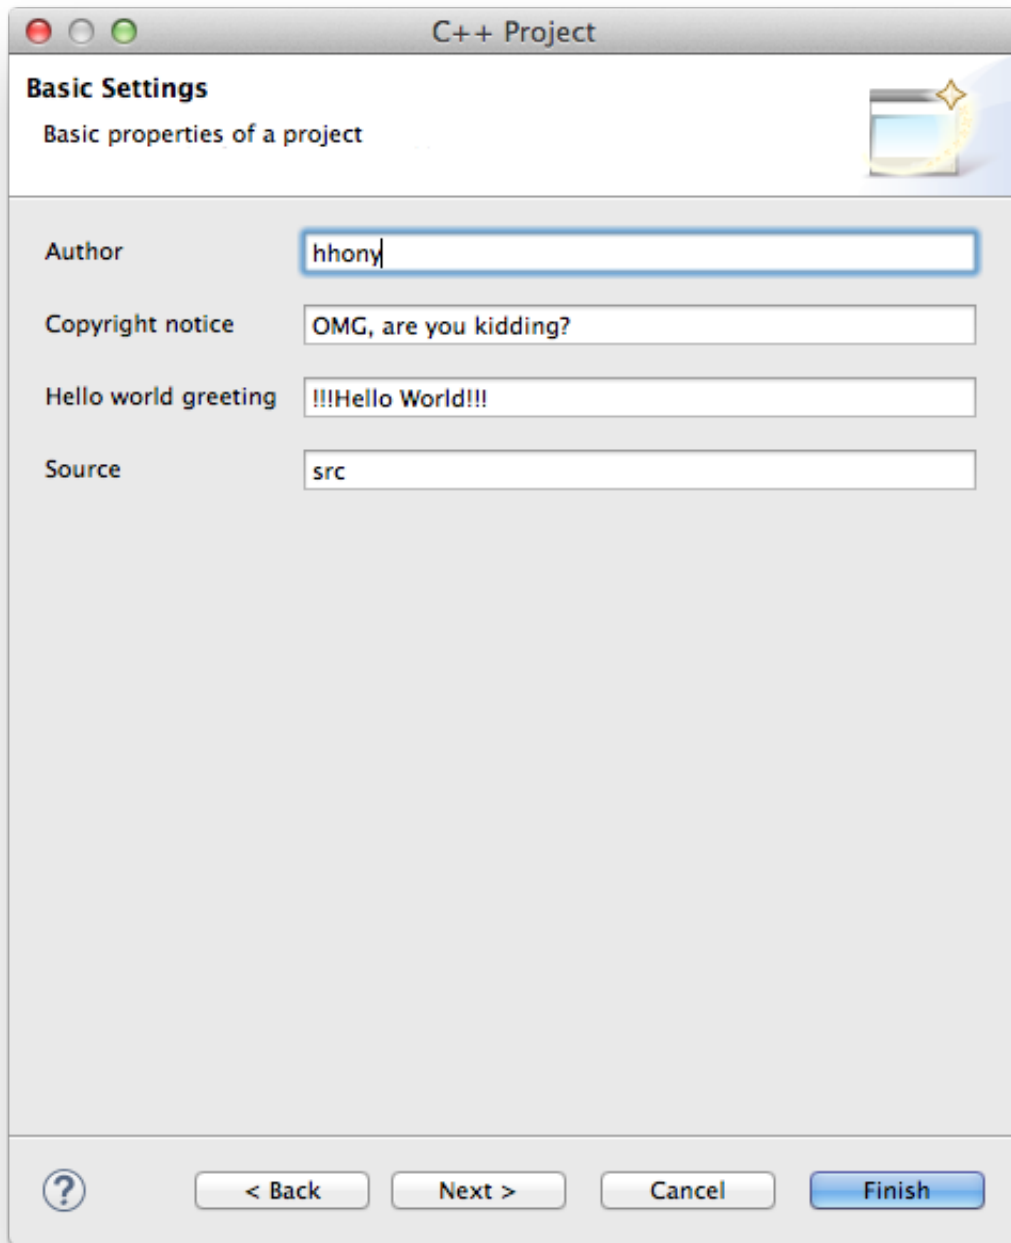 C++ Project
Basic Settings
Basic properties of a project
Author hhony
Copyright notice OMG, are you kidding?
Hello world greeting !!!Hello World!!!
Source src
? < Back Next > Cancel Finish